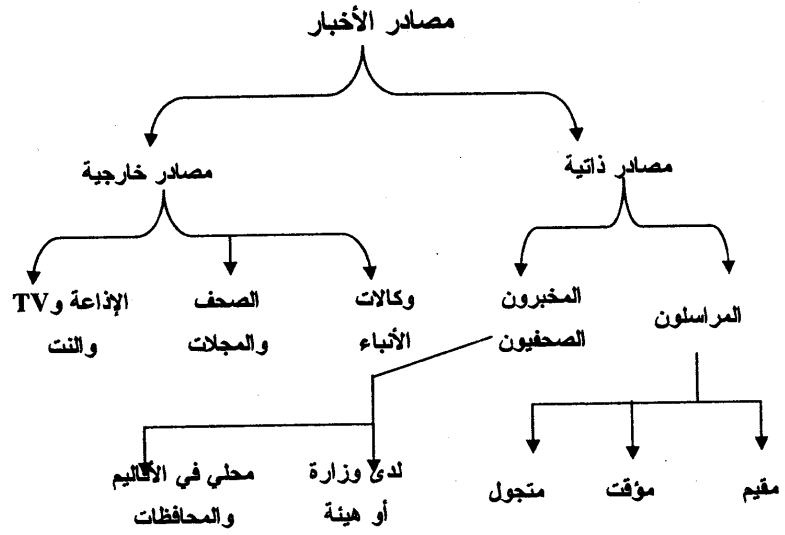 مصادر الأخبار
مصادر ذاتية
مصادر خارجية
المراسلون
المخبرون
الصحفيون
وكالات
الأنباء
الصحف
والمجلات
الإذاعة وTV
والنت
مقيم
مؤقت
متجول
لدى وزارة
أو هيئة
محلي في الأقاليم
والمحافظات